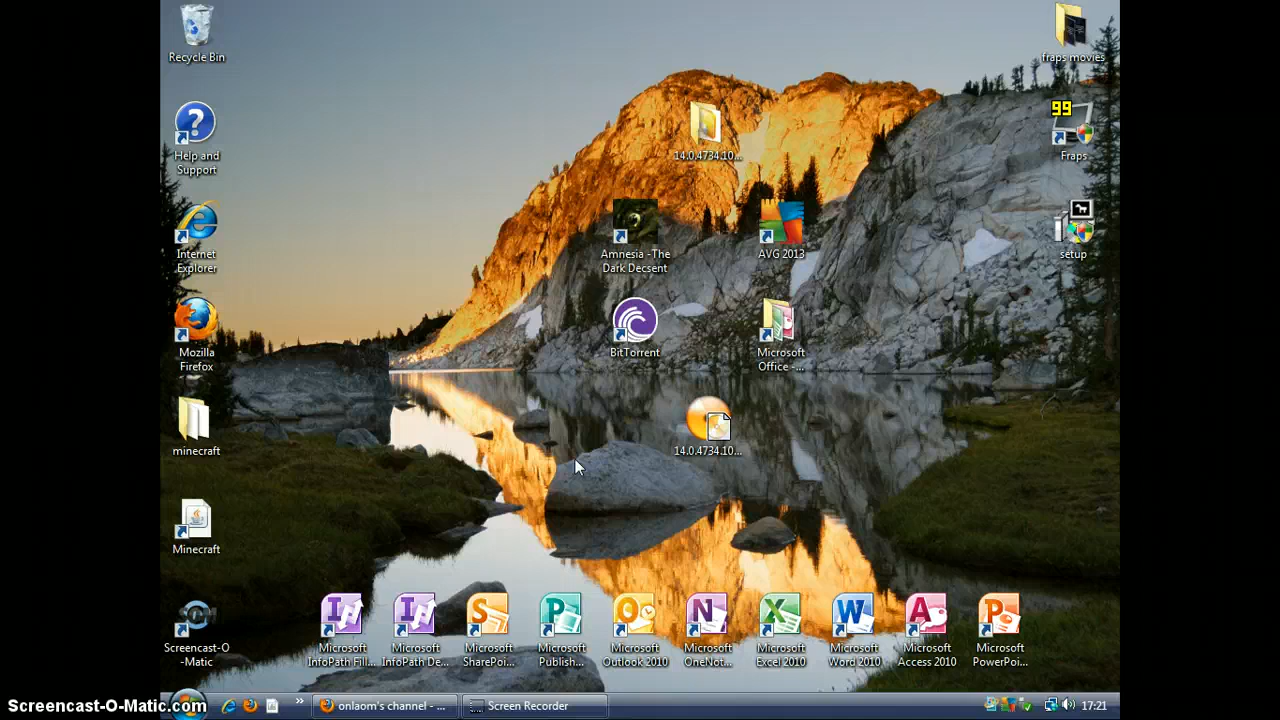 Recycle Bin
fraps movies
99
Help and
Support
14.0.4734.10...
Fraps
Internet
Explorer
Amnesia -The
Dark Decsent
AVG 2013
setup
Mozilla
Firefox
BitTorrent
Microsoft
Office -...
minecraft
14.0.4734.10...
Minecraft
Screencast-O
-Matic
Microsoft
InfoPath Fill...
Microsoft
InfoPath De...
Microsoft
SharePoi...
Microsoft
Publish...
Microsoft
Outlook 2010
Microsoft
OneNot...
Microsoft
Excel 2010
Microsoft
Word 2010
Microsoft
Access 2010
Microsoft
PowerPoi...
Screencast-O-Matic.com
onlaom's channel - ...
Screen Recorder
17:21